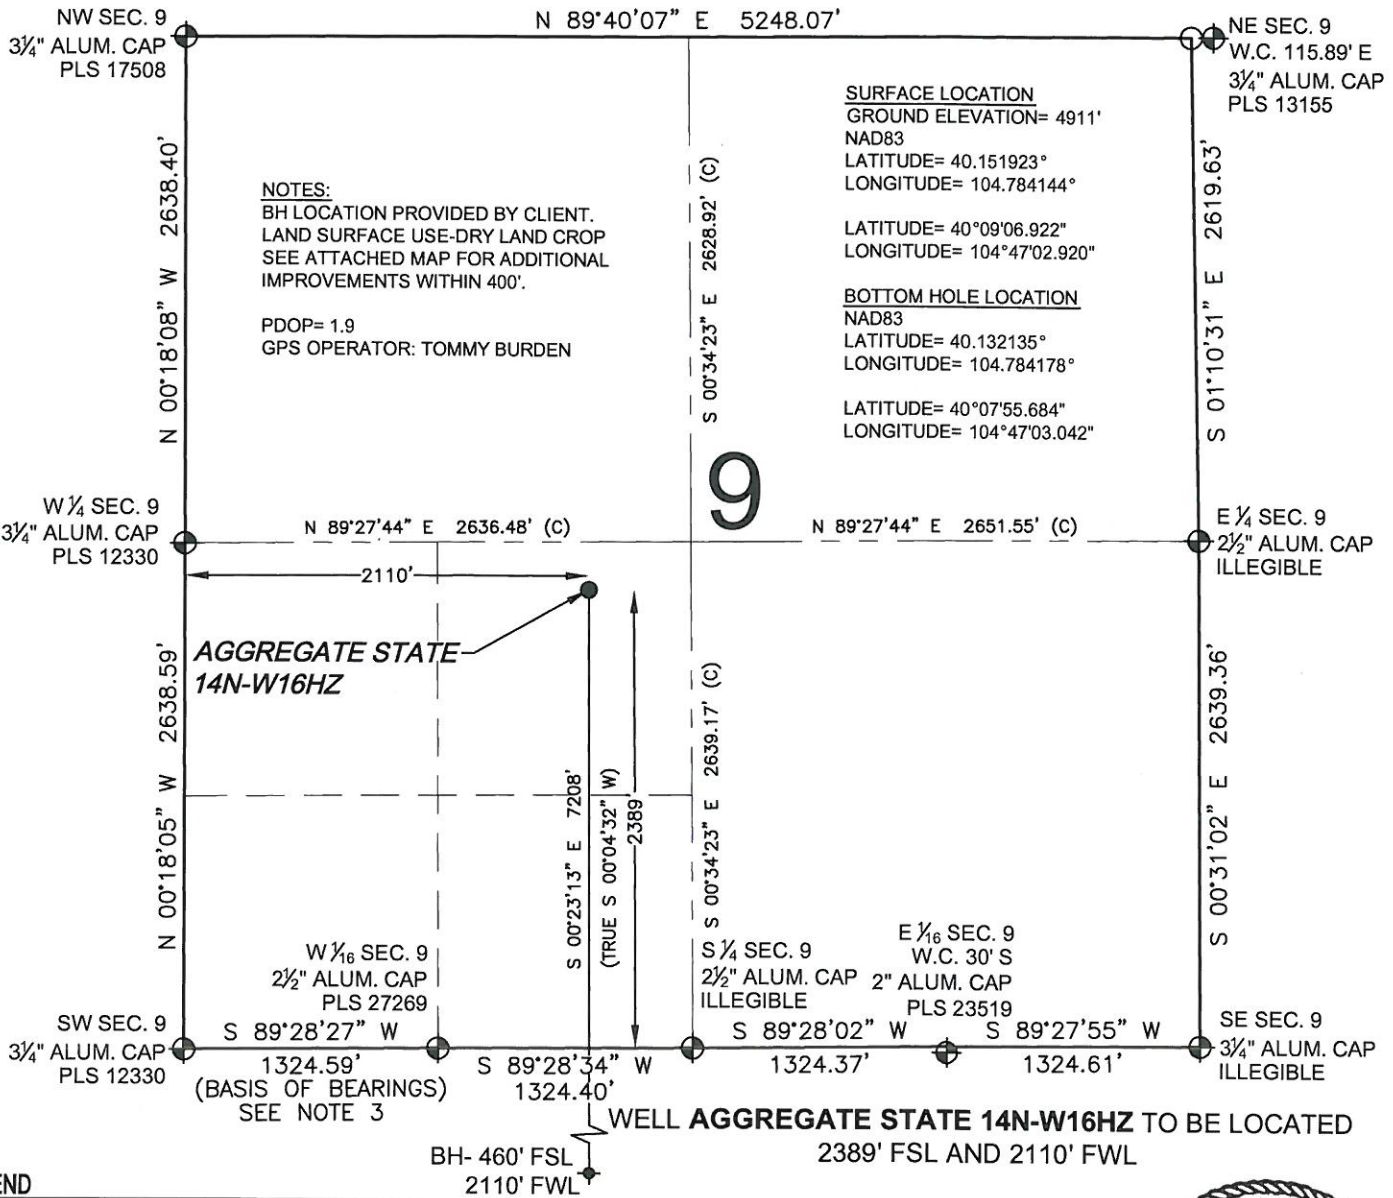 N 89°40'07" E 5248.07'
NW SEC. 9
3¼" ALUM. CAP
PLS 17508
NE SEC. 9
W.C. 115.89' E
3¼" ALUM. CAP
PLS 13155
N 00°18'08" W 2638.40'
NOTES:
BH LOCATION PROVIDED BY CLIENT.
LAND SURFACE USE-DRY LAND CROP
SEE ATTACHED MAP FOR ADDITIONAL
IMPROVEMENTS WITHIN 400'.
PDOP= 1.9
GPS OPERATOR: TOMMY BURDEN
S 00°34'23" E 2628.92' (C)
SURFACE LOCATION
GROUND ELEVATION= 4911'
NAD83
LATITUDE= 40.151923°
LONGITUDE= 104.784144°
LATITUDE= 40°09'06.922"
LONGITUDE= 104°47'02.920"
BOTTOM HOLE LOCATION
NAD83
LATITUDE= 40.132135°
LONGITUDE= 104.784178°
LATITUDE= 40°07'55.684"
LONGITUDE= 104°47'03.042"
S 01°10'31" E 2619.63'
9
W ¼ SEC. 9
3¼" ALUM. CAP
PLS 12330
N 89°27'44" E 2636.48' (C)
N 89°27'44" E 2651.55' (C)
E ¼ SEC. 9
2½" ALUM. CAP
ILLEGIBLE
2110'
AGGREGATE STATE
14N-W16HZ
N 00°18'05" W 2638.59'
S 00°23'13" E 7208'
(TRUE S 00°04'32" W)
2389'
S 00°34'23" E 2639.17' (C)
S 00°31'02" E 2639.36'
W 1⁄16 SEC. 9
2½" ALUM. CAP
PLS 27269
S ¼ SEC. 9
2½" ALUM. CAP
ILLEGIBLE
E 1⁄16 SEC. 9
W.C. 30' S
2" ALUM. CAP
PLS 23519
SW SEC. 9
3¼" ALUM. CAP
PLS 12330
S 89°28'27" W
1324.59'
(BASIS OF BEARINGS)
SEE NOTE 3
S 89°28'34" W
1324.40'
S 89°28'02" W
1324.37'
S 89°27'55" W
1324.61'
SE SEC. 9
3¼" ALUM. CAP
ILLEGIBLE
WELL AGGREGATE STATE 14N-W16HZ TO BE LOCATED
2389' FSL AND 2110' FWL
BH- 460' FSL
2110' FWL
END